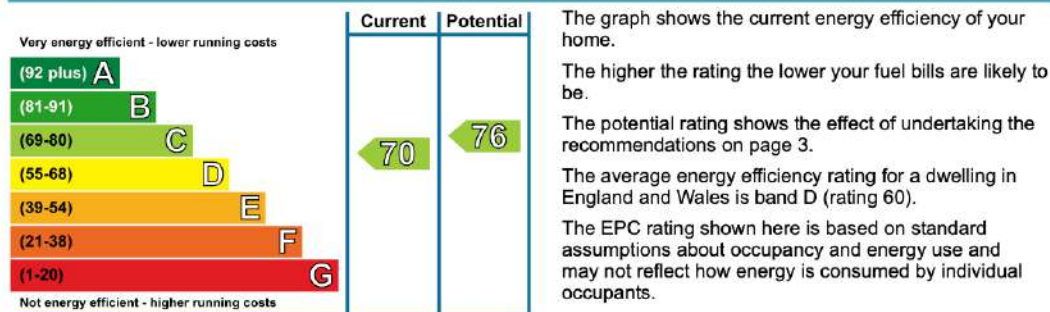 Current Potential
Very energy efficient - lower running costs
(92 plus) A
(81-91) B
(69-80) C
(55-68) D
(39-54) E
(21-38) F
(1-20) G
Not energy efficient - higher running costs
70
76
The graph shows the current energy efficiency of your
home.
The higher the rating the lower your fuel bills are likely to
be.
The potential rating shows the effect of undertaking the
recommendations on page 3.
The average energy efficiency rating for a dwelling in
England and Wales is band D (rating 60).
The EPC rating shown here is based on standard
assumptions about occupancy and energy use and
may not reflect how energy is consumed by individual
occupants.